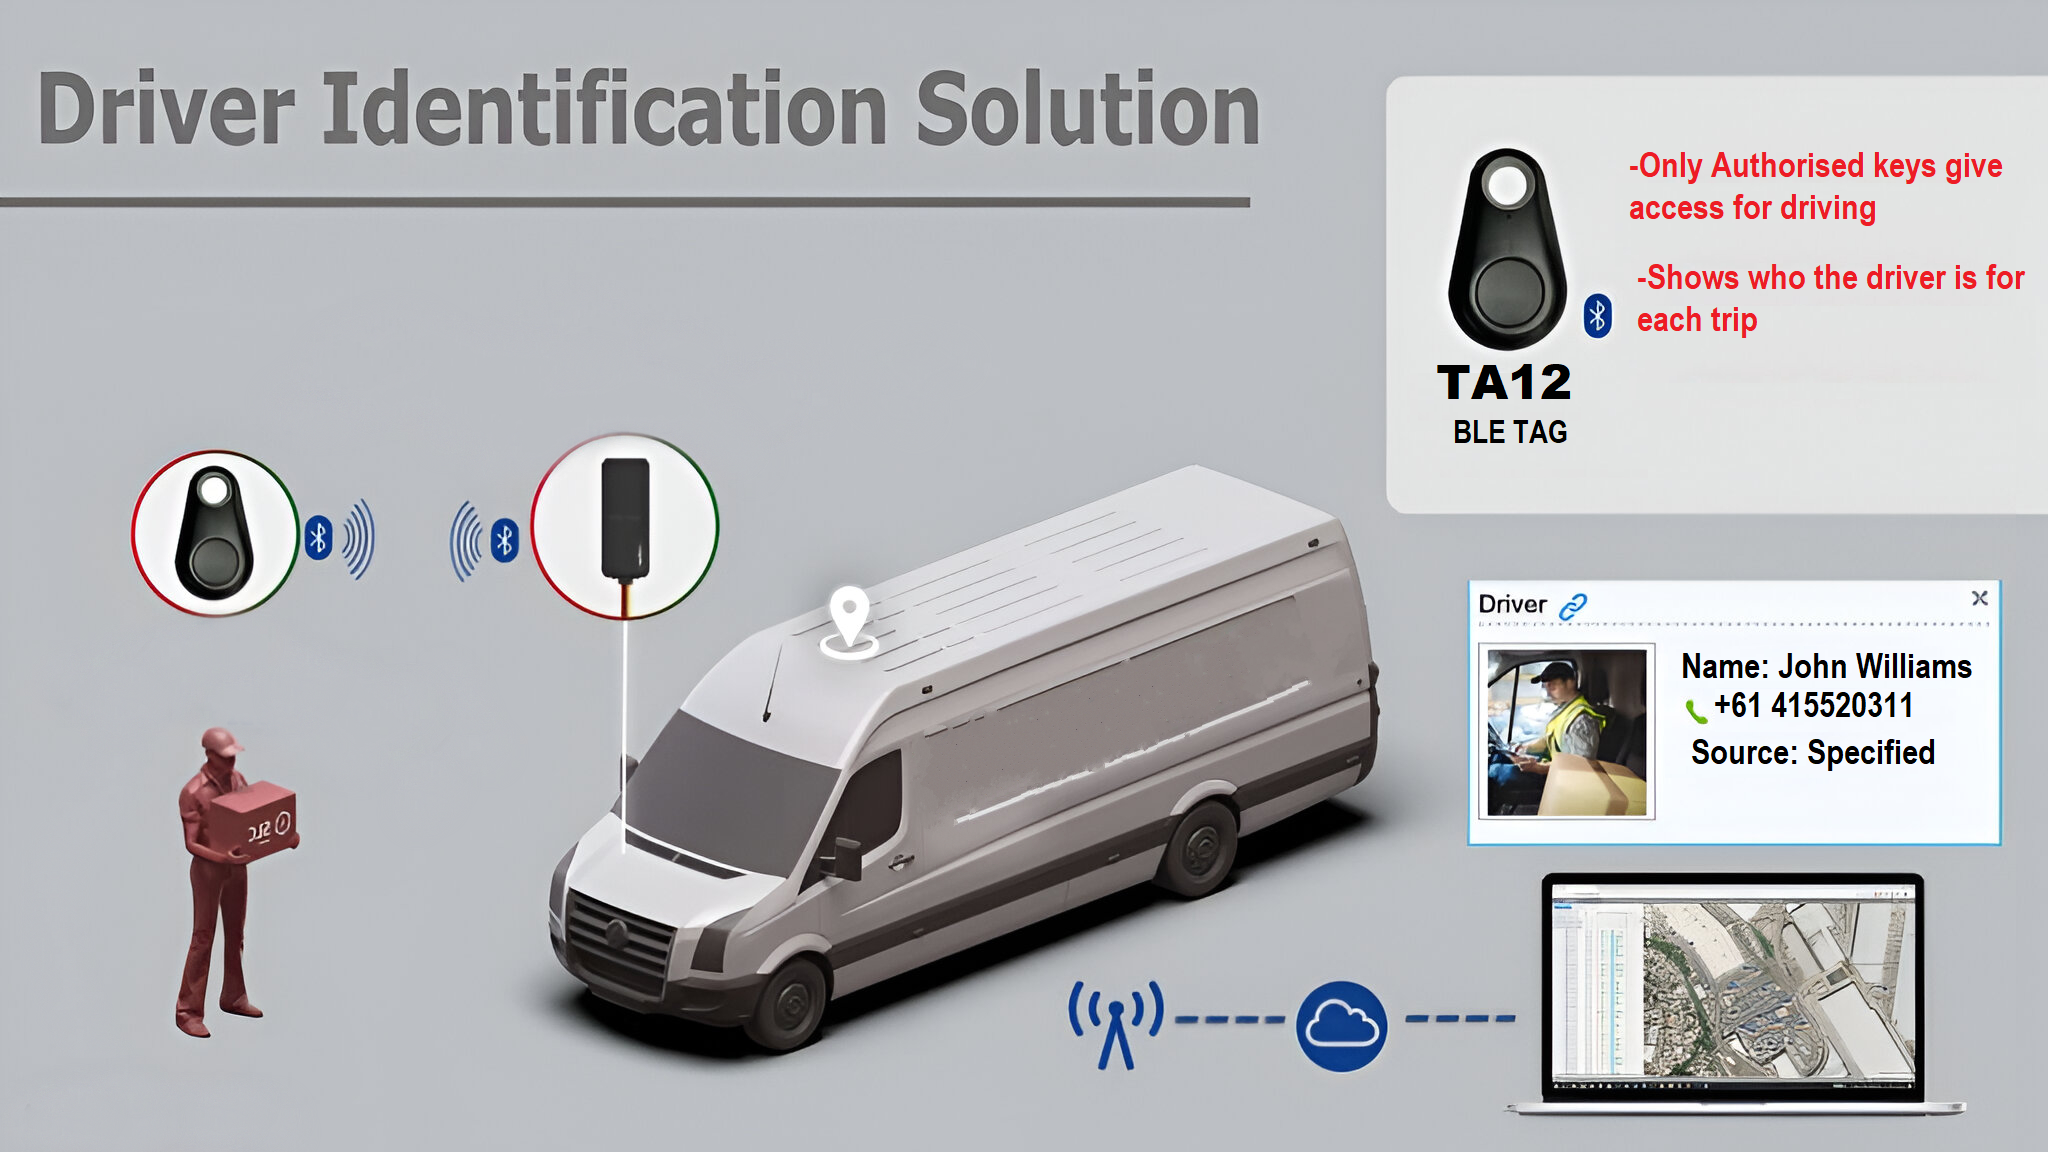 Driver Identification Solution
-Only Authorised keys give
access for driving
-Shows who the driver is for
each trip
TA12
BLE TAG
Driver
Name: John Williams
+61 415520311
Source: Specified